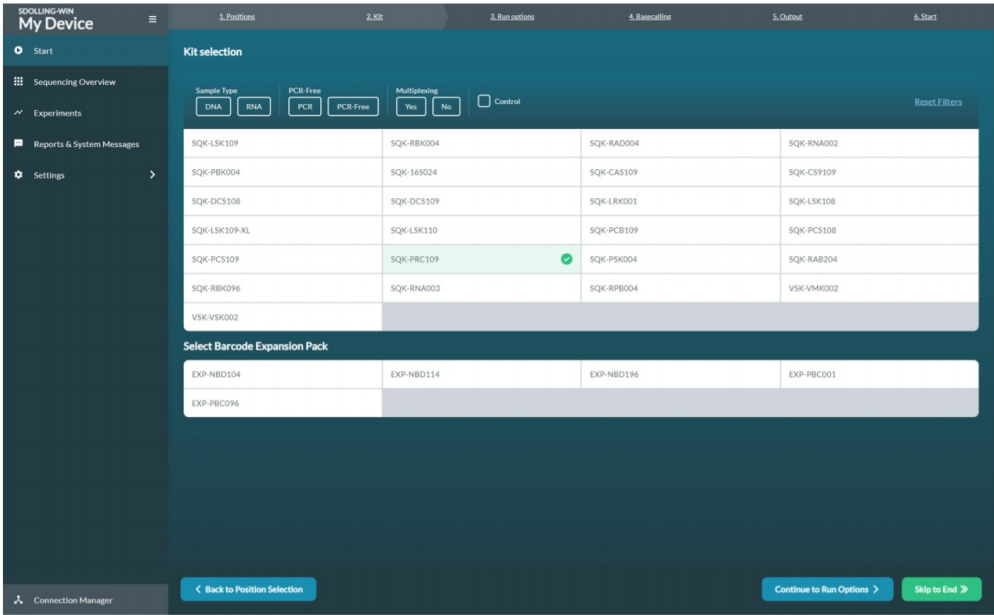 SDOLLING-WIN
My Device
1. Positions
2. Kit
3. Run options
4. Basecalling
5. Output
6. Start
Start
Sequencing Overview
Experiments
Reports & System Messages
Settings
Connection Manager
Kit selection
Sample Type
DNA RNA
PCR-Free
PCR PCR-Free
Multiplexing
Yes No
Control
Reset Filters
SQK-LSK109 SQK-RBK004 SQK-RAD004 SQK-RNA002
SQK-PBK004 SQK-16S024 SQK-CAS109 SQK-CS9109
SQK-DCS108 SQK-DCS109 SQK-LRK001 SQK-LSK108
SQK-LSK109-XL SQK-LSK110 SQK-PCB109 SQK-PCS108
SQK-PCS109 SQK-PRC109 SQK-PSK004 SQK-RAB204
SQK-RBK096 SQK-RNA003 SQK-RPB004 VSK-VMK002
VSK-VSK002
Select Barcode Expansion Pack
EXP-NBD104 EXP-NBD114 EXP-NBD196 EXP-PBC001
EXP-PBC096
Back to Position Selection
Continue to Run Options
Skip to End